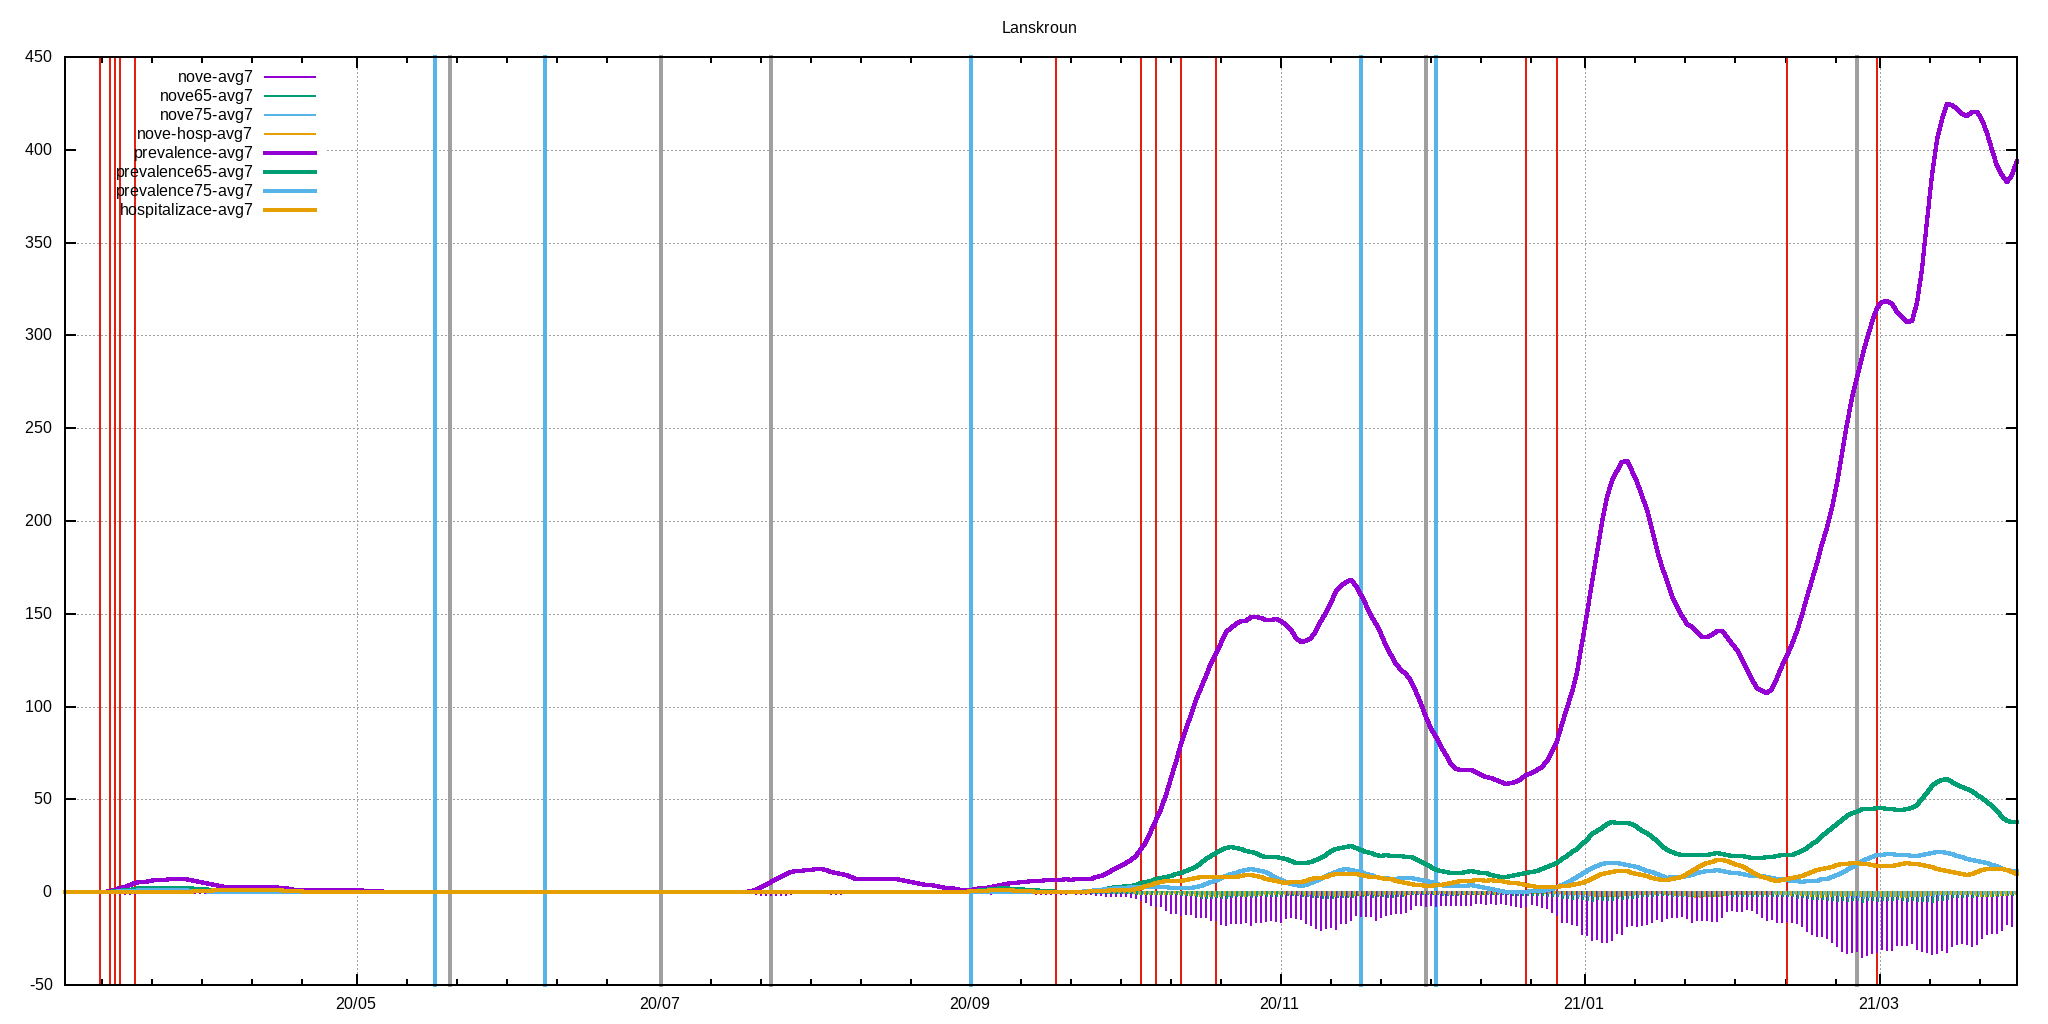 Lanskroun
450
400
350
300
250
200
150
100
50
0
-50
nove-avg7
nove65-avg7
nove75-avg7
nove-hosp-avg7
prevalence-avg7
prevalence65-avg7
prevalence75-avg7
hospitalizace-avg7
20/05
20/07
20/09
20/11
21/01
21/03